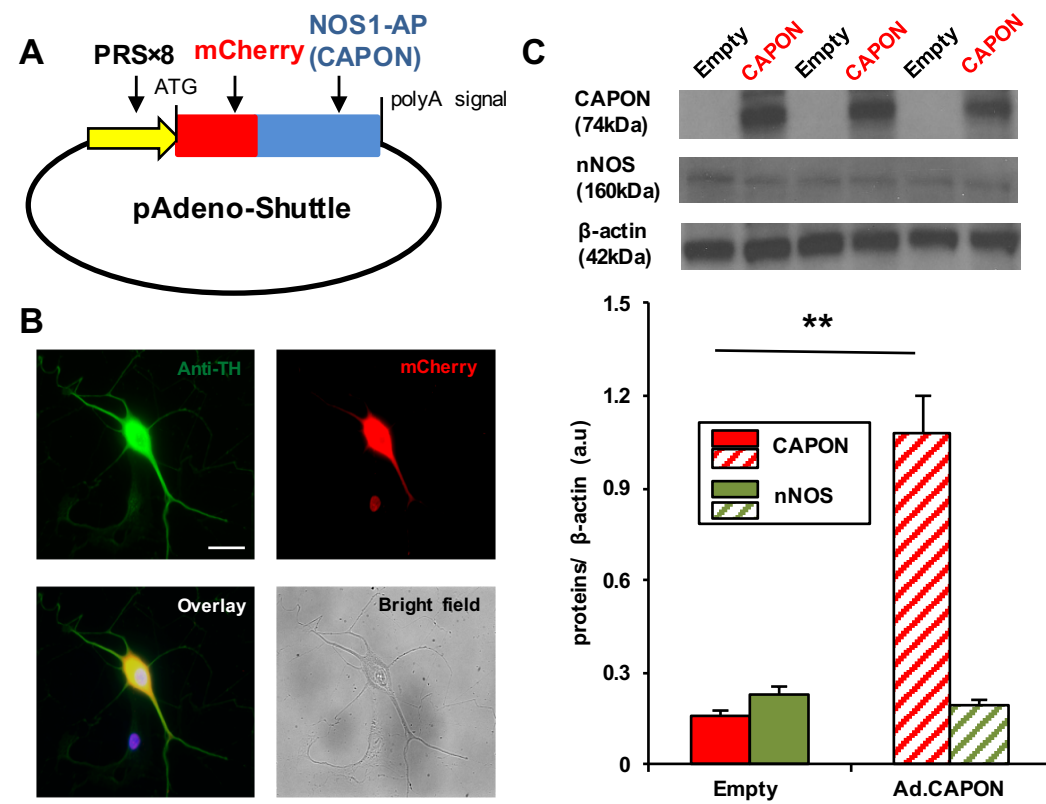 A
PRS×8
mCherry
NOS1-AP
(CAPON)
ATG
polyA signal
pAdeno-Shuttle
B
Anti-TH
mCherry
Overlay
Bright field
C
Empty
CAPON
Empty
CAPON
Empty
CAPON
CAPON
(74kDa)
nNOS
(160kDa)
β-actin
(42kDa)
proteins/ β-actin (a.u)
1.5
1.2
0.9
0.6
0.3
0
**
CAPON
nNOS
Empty
Ad.CAPON